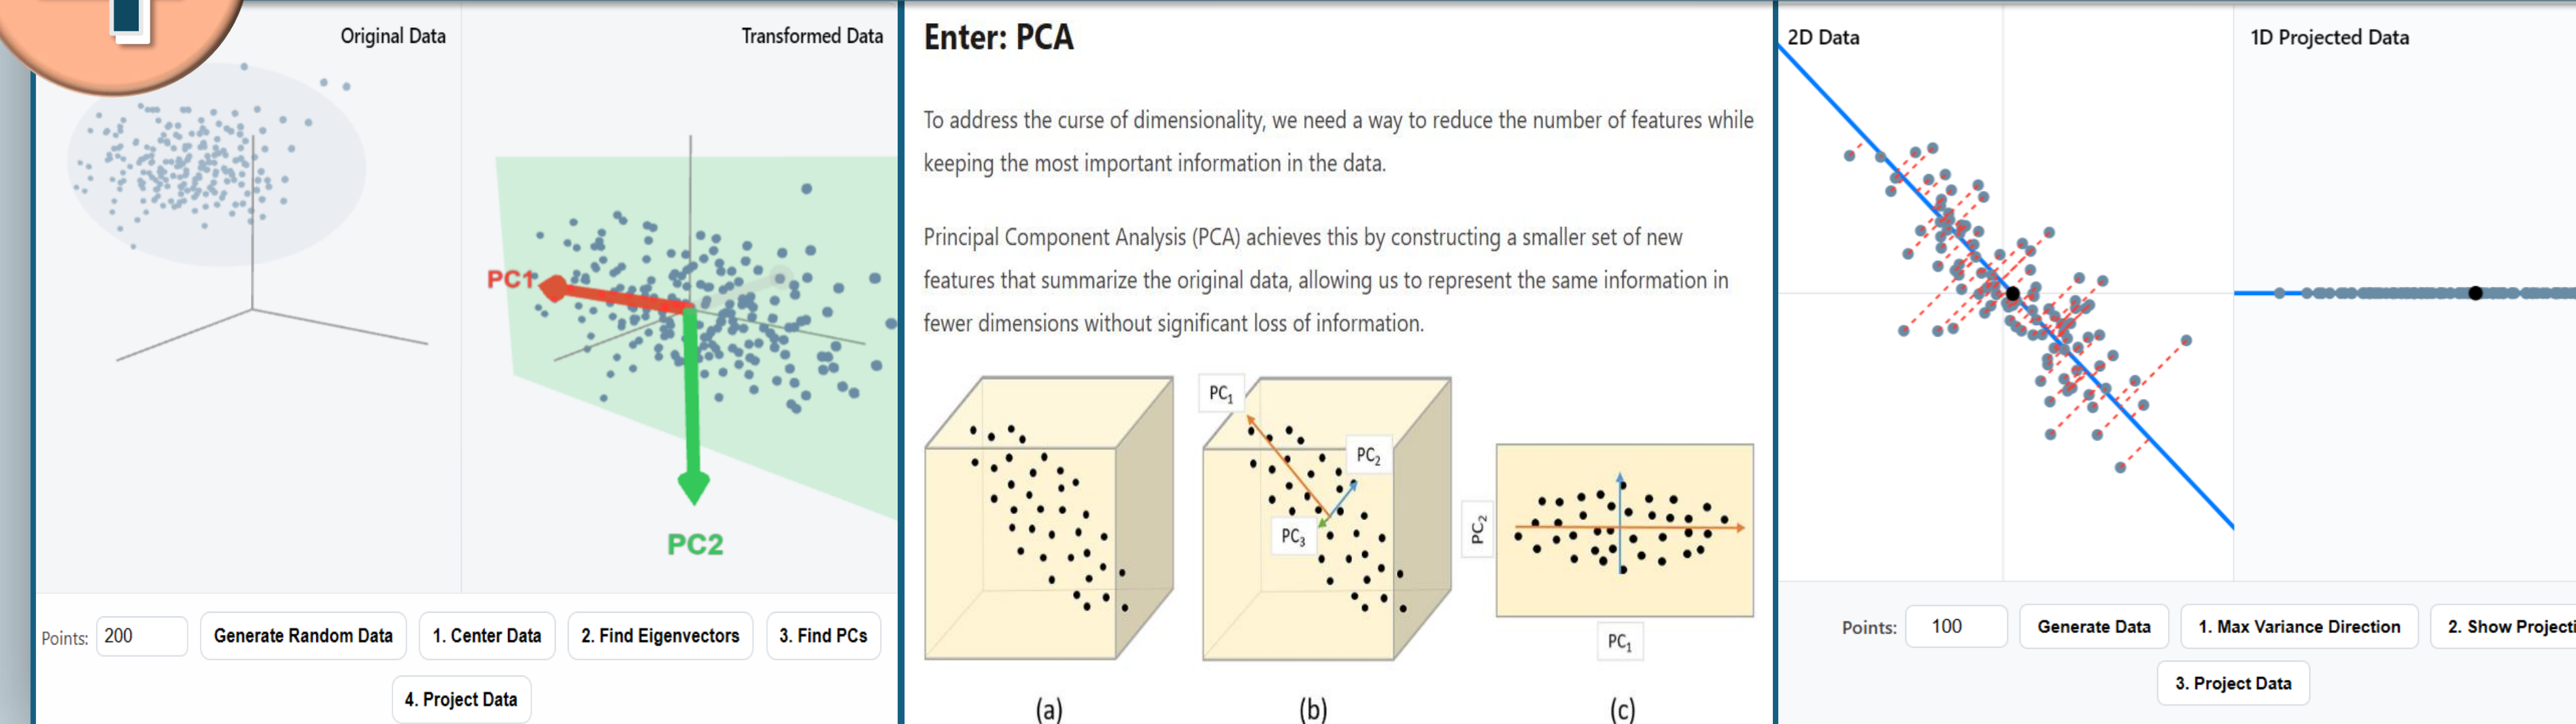 Original Data
Transformed Data
PC1
PC2
Points: 200
Generate Random Data
1. Center Data
2. Find Eigenvectors
3. Find PCs
4. Project Data
Enter: PCA
To address the curse of dimensionality, we need a way to reduce the number of features while
keeping the most important information in the data.
Principal Component Analysis (PCA) achieves this by constructing a smaller set of new
features that summarize the original data, allowing us to represent the same information in
fewer dimensions without significant loss of information.
PC₁
PC₂
PC₃
PC₂
PC₁
(a)
(b)
(c)
2D Data
1D Projected Data
Points: 100
Generate Data
1. Max Variance Direction
2. Show
3. Project Data